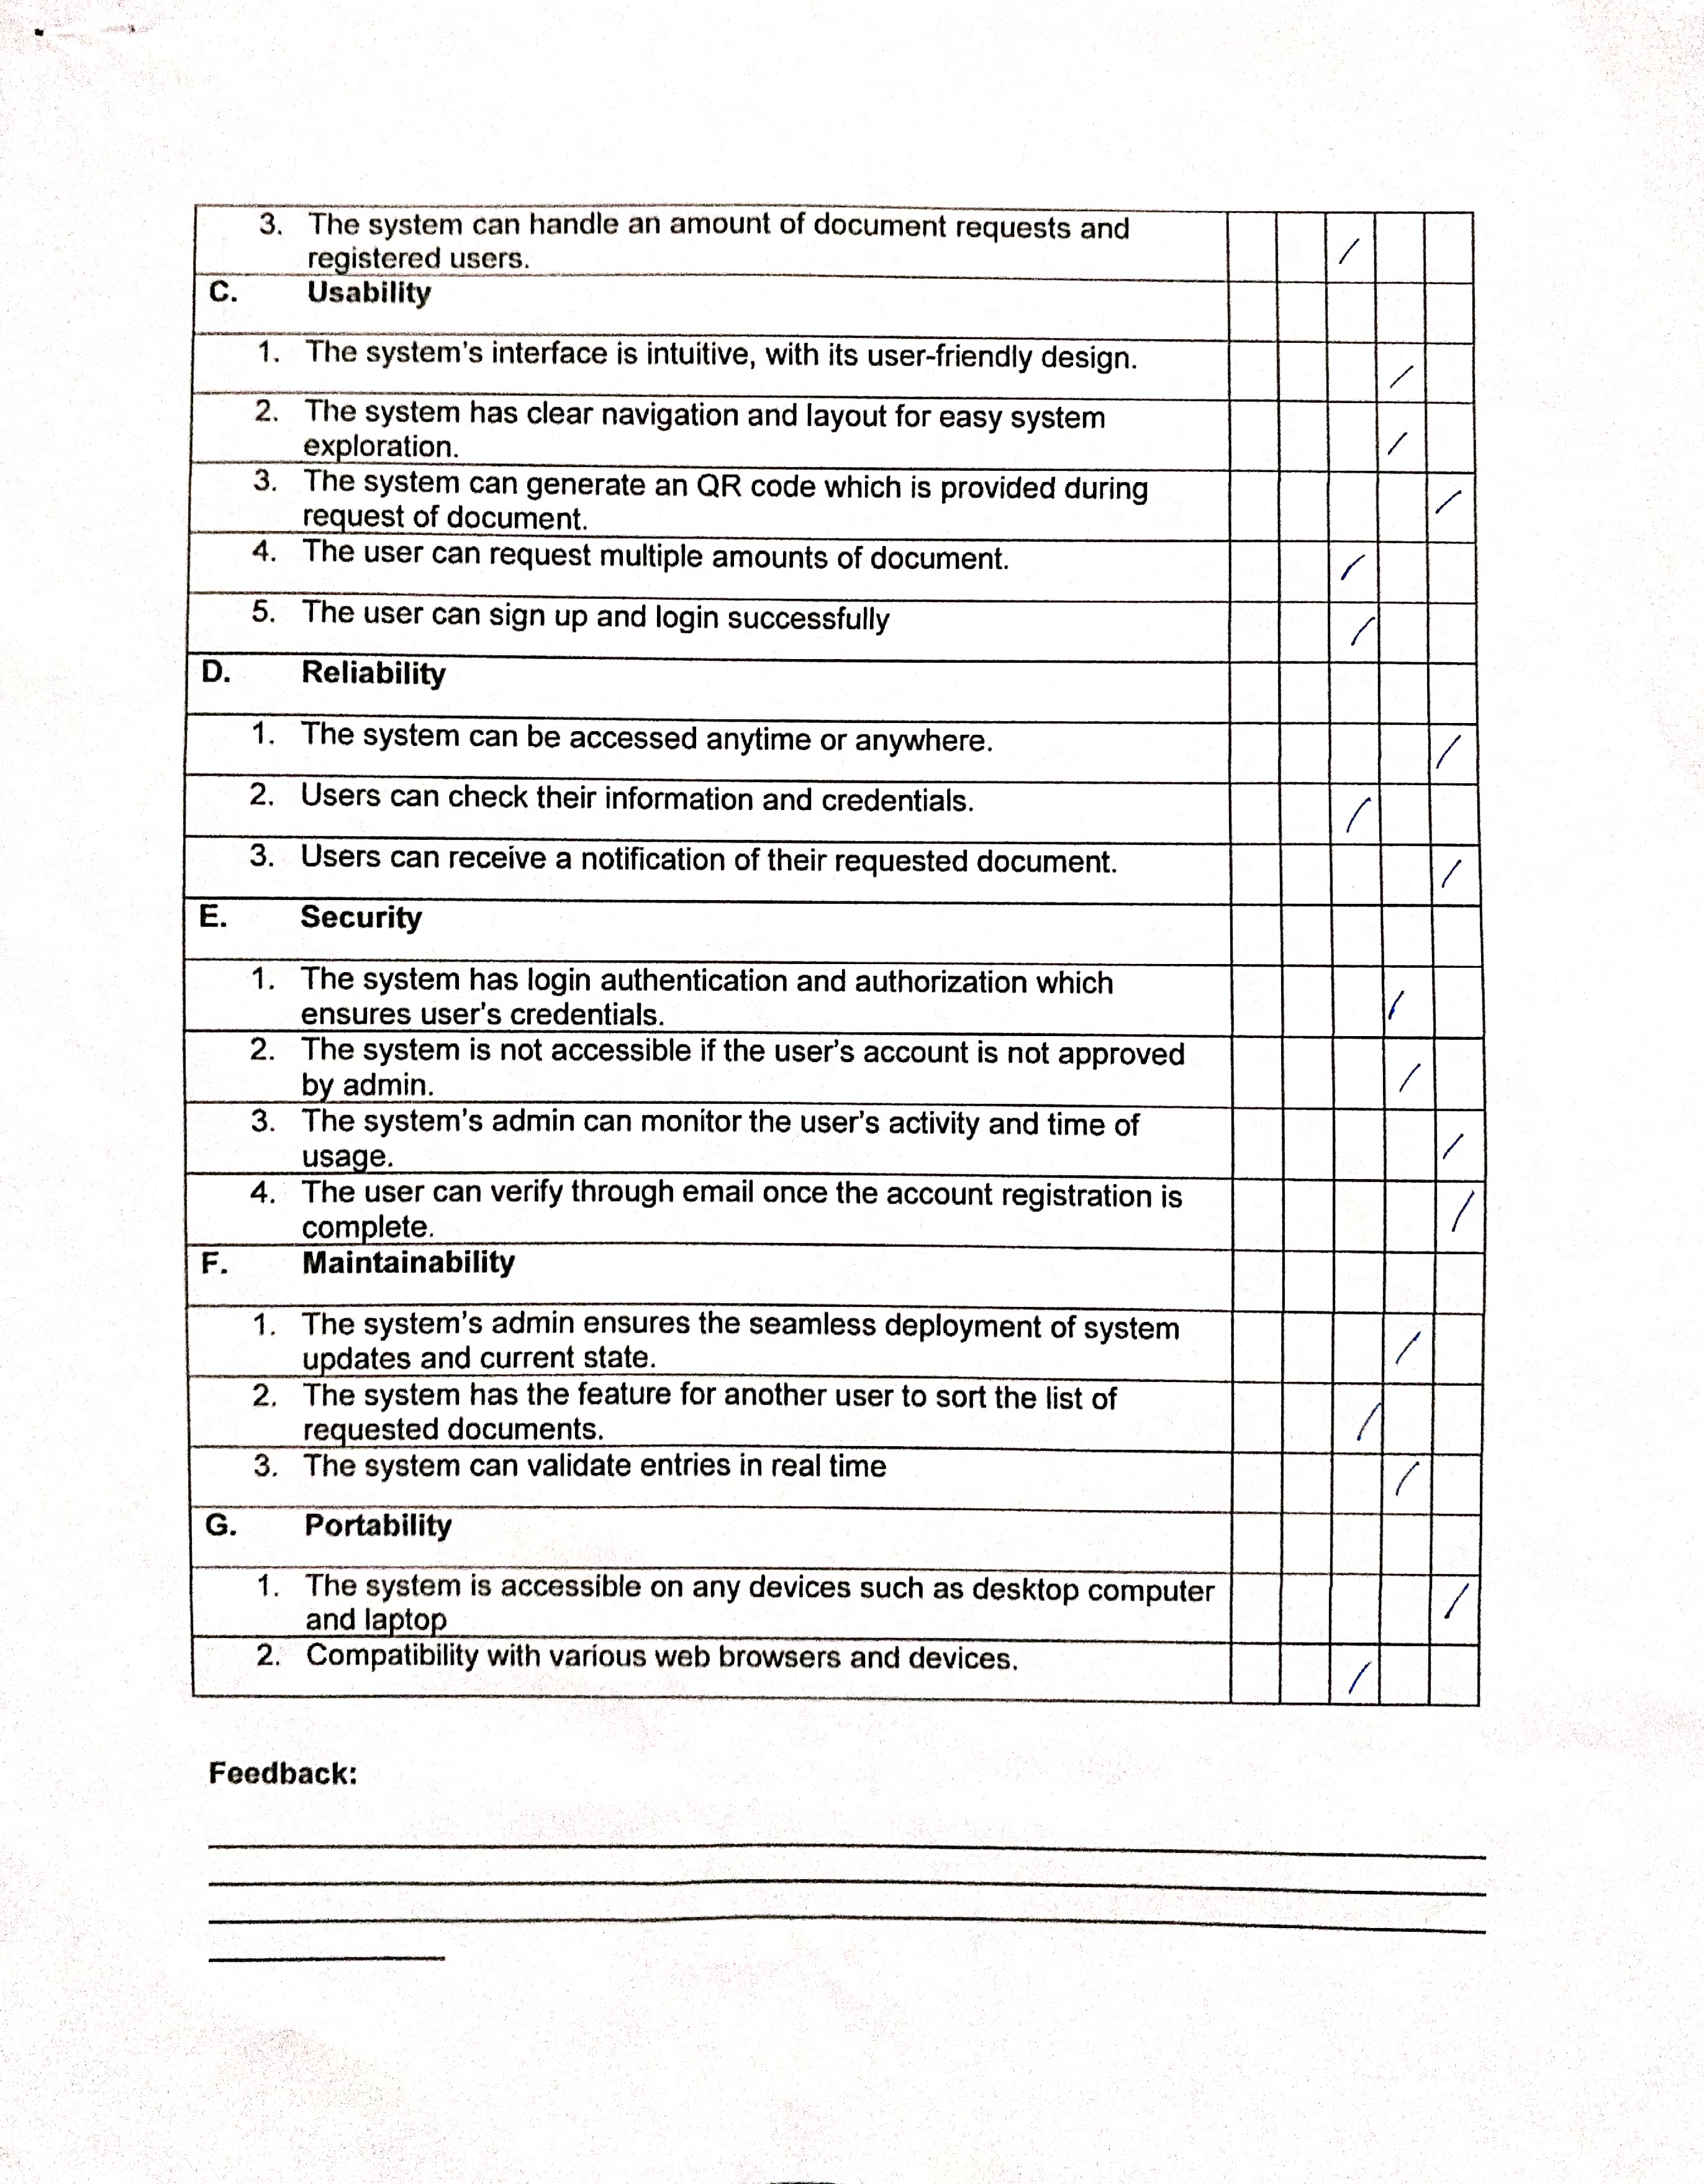 3. The system can handle an amount of document requests and
registered users. /
C. Usability
1. The system's interface is intuitive, with its user-friendly design. /
2. The system has clear navigation and layout for easy system
exploration. /
3. The system can generate an QR code which is provided during /
request of document.
4. The user can request multiple amounts of document. /
5. The user can sign up and login successfully /
D. Reliability
1. The system can be accessed anytime or anywhere. /
2. Users can check their information and credentials. /
3. Users can receive a notification of their requested document. /
E. Security
1. The system has login authentication and authorization which
ensures user's credentials. /
2. The system is not accessible if the user's account is not approved
by admin. /
3. The system's admin can monitor the user's activity and time of
usage. /
4. The user can verify through email once the account registration is
complete. /
F. Maintainability
1. The system's admin ensures the seamless deployment of system
updates and current state. /
2. The system has the feature for another user to sort the list of
requested documents. /
3. The system can validate entries in real time /
G. Portability
1. The system is accessible on any devices such as desktop computer
and laptop /
2. Compatibility with various web browsers and devices. /
Feedback: